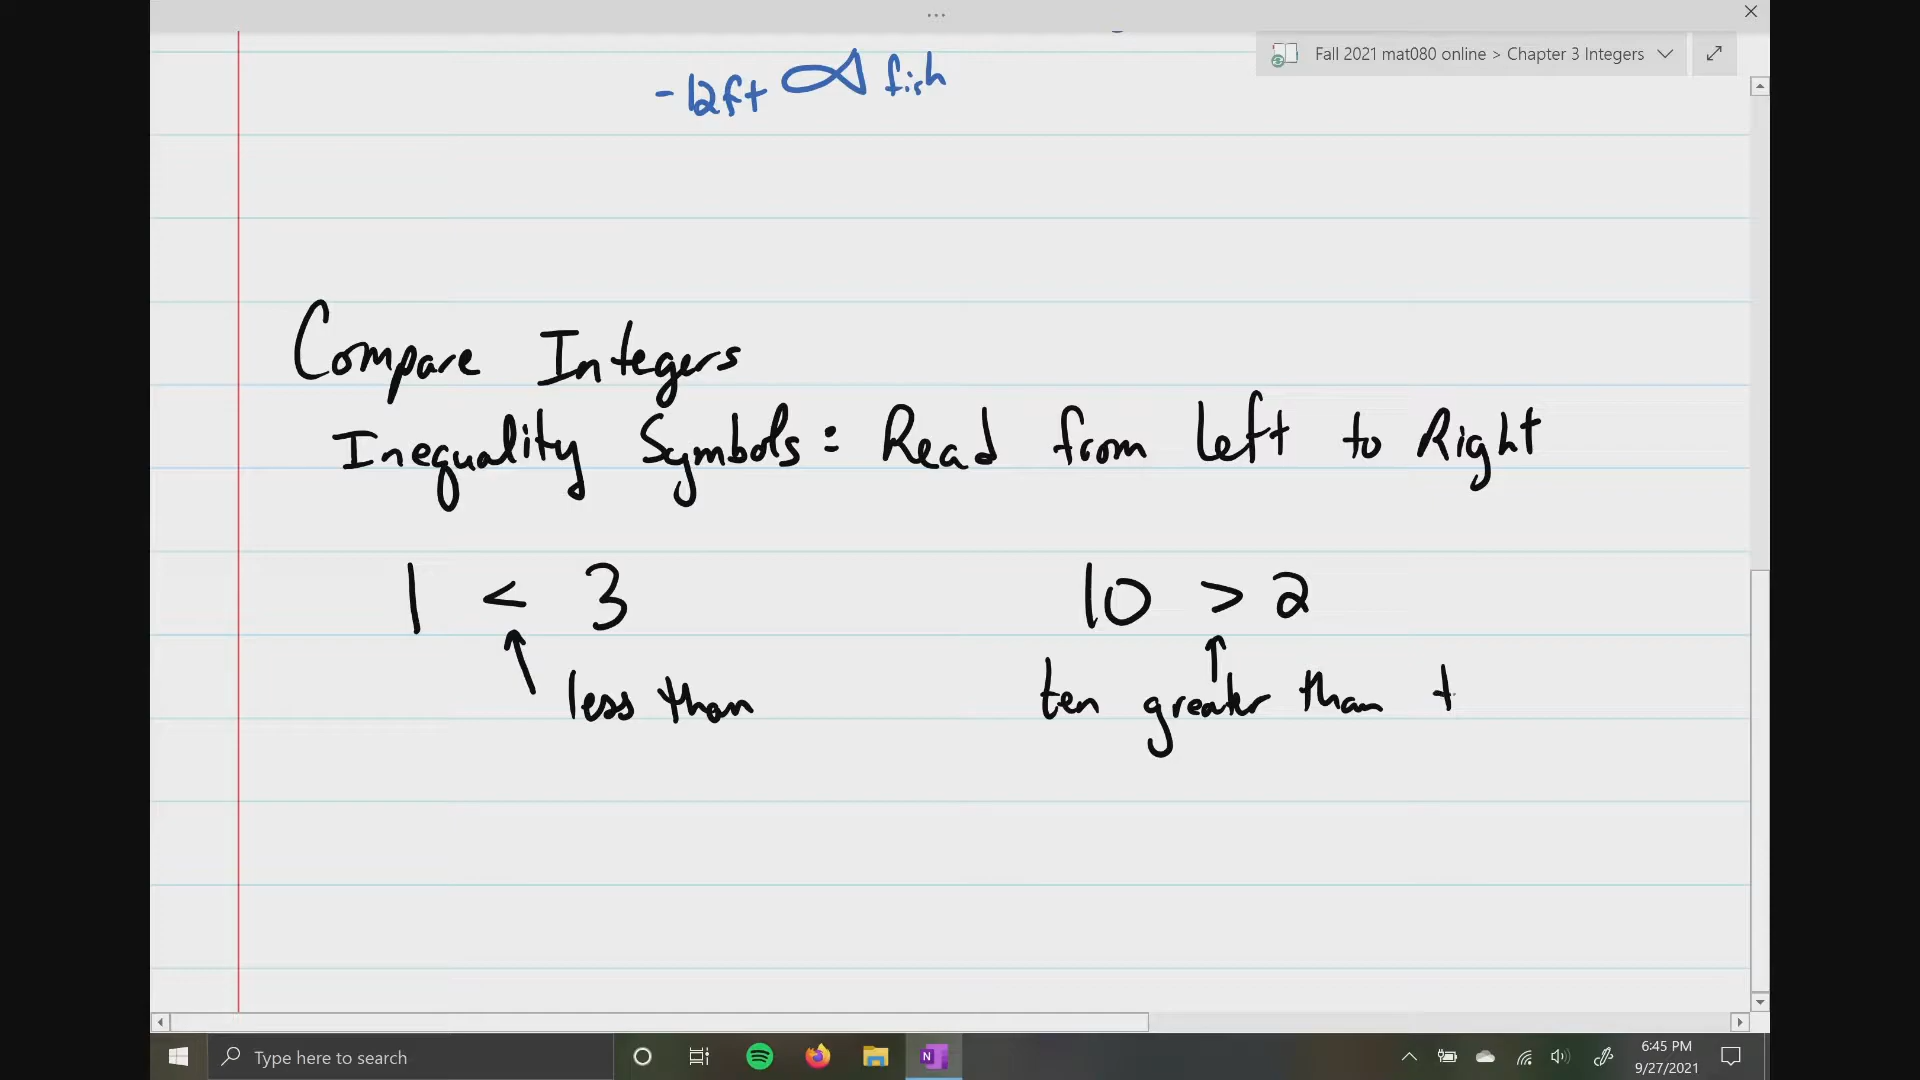 Fall 2021 mat080 online > Chapter 3 Integers
-12ft fish
Compare Integers
Inequality Symbols: Read from left to Right
1 < 3
10 > 2
less than
ten greater than t
Type here to search
6:45 PM
9/27/2021